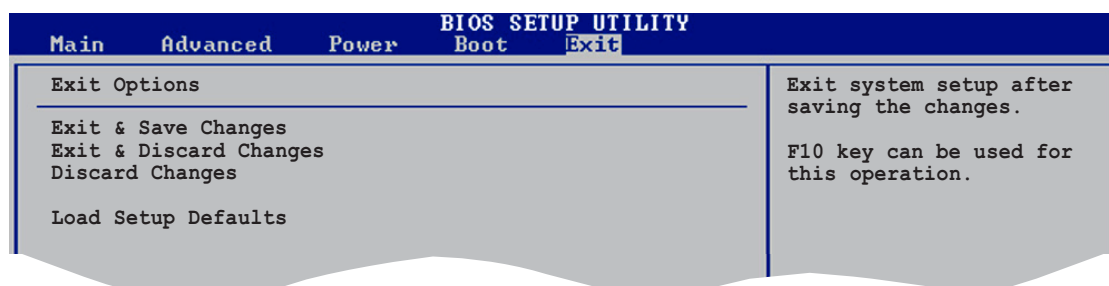 BIOS SETUP UTILITY
Main Advanced Power Boot Exit
Exit Options
Exit & Save Changes
Exit & Discard Changes
Discard Changes
Load Setup Defaults
Exit system setup after
saving the changes.
F10 key can be used for
this operation.